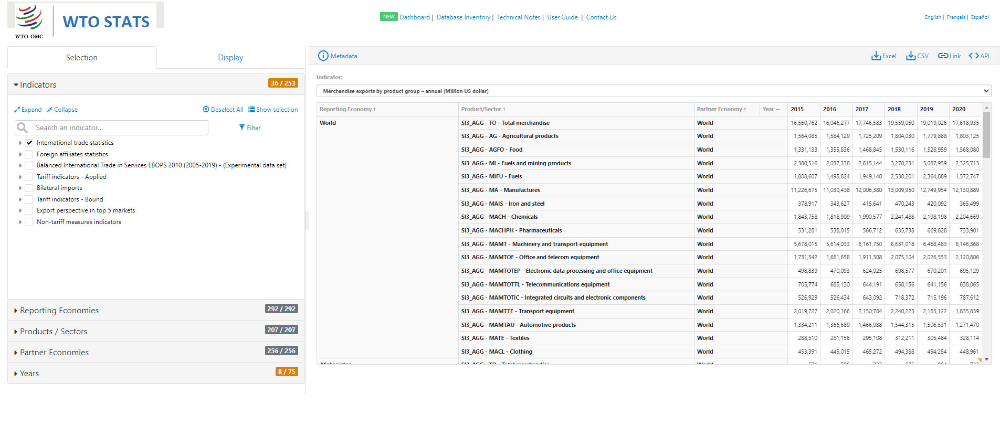 WTO OMC
WTO STATS
NEW Dashboard | Database Inventory | Technical Notes | User Guide | Contact Us
English | Français | Español
Selection
Display
Indicators 36 / 253
Expand Collapse Deselect All Show selection
Search an indicator...
Filter
International trade statistics
Foreign affiliates statistics
Balanced International Trade in Services EBOPS 2010 (2005-2019) - (Experimental data set)
Tariff indicators - Applied
Bilateral imports
Tariff indicators - Bound
Export perspective in top 5 markets
Non-tariff measures indicators
Reporting Economies 292 / 292
Products / Sectors 207 / 207
Partner Economies 256 / 256
Years 8 / 75
Metadata
Excel CSV Link API
Indicator:
Merchandise exports by product group – annual (Million US dollar)
Reporting Economy ↑ Product/Sector ↑ Partner Economy ↑ Year ← 2015 2016 2017 2018 2019 2020
World SI3_AGG - TO - Total merchandise World 16,560,762 16,046,277 17,746,583 19,559,050 19,019,026 17,618,935
SI3_AGG - AG - Agricultural products World 1,564,085 1,584,129 1,725,209 1,804,030 1,779,888 1,803,125
SI3_AGG - AGFO - Food World 1,331,133 1,355,836 1,468,845 1,530,116 1,526,959 1,568,080
SI3_AGG - MI - Fuels and mining products World 2,380,516 2,037,338 2,615,144 3,270,231 3,087,959 2,325,713
SI3_AGG - MIFU - Fuels World 1,808,607 1,495,824 1,949,140 2,530,201 2,364,889 1,572,747
SI3_AGG - MA - Manufactures World 11,226,675 11,030,438 12,006,380 13,009,950 12,749,954 12,130,889
SI3_AGG - MAIS - Iron and steel World 378,917 343,627 415,641 470,243 420,092 365,499
SI3_AGG - MACH - Chemicals World 1,843,758 1,818,909 1,990,577 2,241,488 2,198,198 2,204,669
SI3_AGG - MACHPH - Pharmaceuticals World 531,281 538,015 566,712 635,738 669,828 733,901
SI3_AGG - MAMT - Machinery and transport equipment World 5,678,015 5,614,033 6,161,750 6,631,018 6,488,483 6,146,368
SI3_AGG - MAMTOF - Office and telecom equipment World 1,731,542 1,681,658 1,911,308 2,075,104 2,026,553 2,120,806
SI3_AGG - MAMTOTEP - Electronic data processing and office equipment World 498,839 470,093 624,025 698,577 670,201 695,129
SI3_AGG - MAMTOTTL - Telecommunications equipment World 705,774 685,130 644,191 658,156 641,156 638,065
SI3_AGG - MAMTOTIC - Integrated circuits and electronic components World 526,929 526,434 643,092 718,372 715,196 787,612
SI3_AGG - MAMTTE - Transport equipment World 2,019,727 2,020,166 2,150,704 2,240,225 2,185,122 1,835,839
SI3_AGG - MAMTAU - Automotive products World 1,334,211 1,366,689 1,466,088 1,544,315 1,506,531 1,271,470
SI3_AGG - MATE - Textiles World 288,510 281,156 295,108 312,211 305,484 328,114
SI3_AGG - MACL - Clothing World 453,391 445,015 465,272 494,388 494,254 448,961
Afghanistan SI3_AGG - TO - Total merchandise World